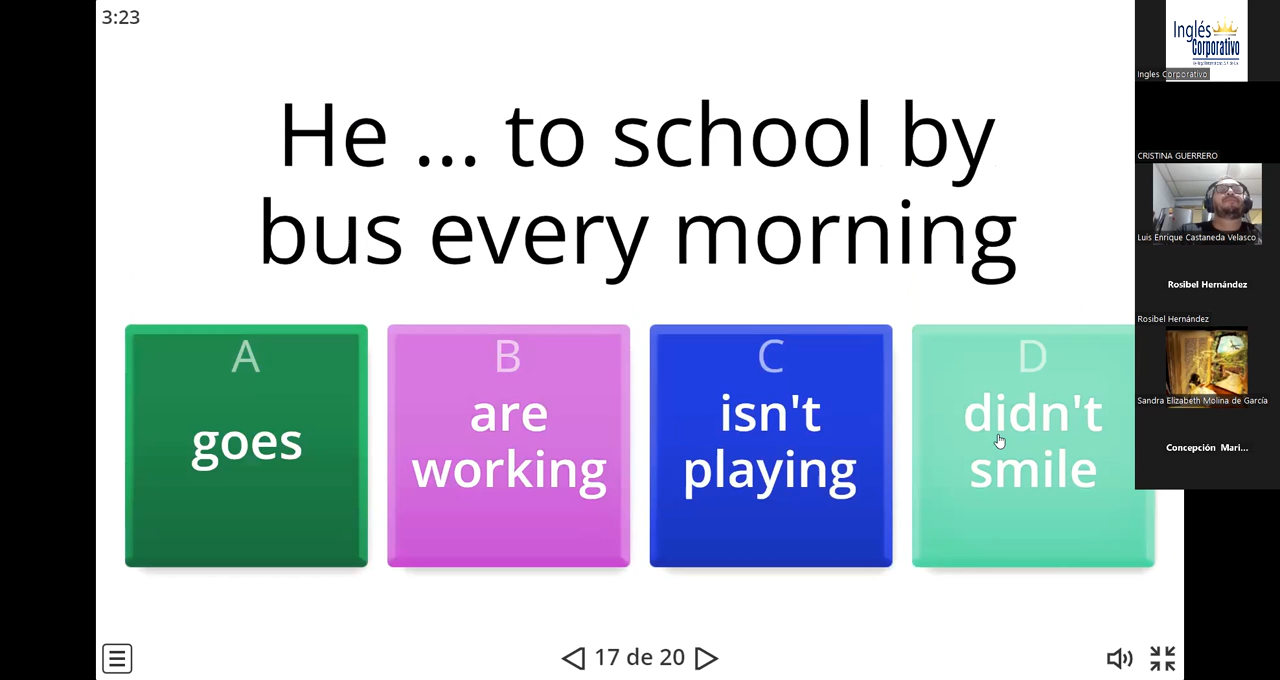 3:23
He ... to school by
bus every morning
A
goes
B
are
working
C
isn't
playing
D
didn't
smile
17 de 20
Inglés
Corporativo
Ingles Corporativo
CRISTINA GUERRERO
Luis Enrique Castaneda Velasco
Rosibel Hernández
Rosibel Hernández
Sandra Elizabeth Molina de García
Concepción Mari...